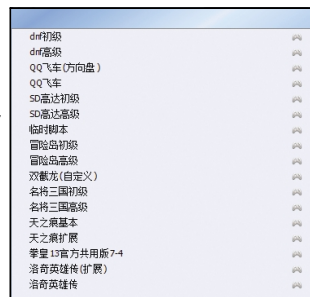 dnf初级
dnf高级
QQ飞车(方向盘)
QQ飞车
SD高达初级
SD高达高级
临时脚本
冒险岛初级
冒险岛高级
双截龙(自定义)
名将三国初级
名将三国高级
天之痕基本
天之痕扩展
拳皇13官方共用版7-4
洛奇英雄传(扩展)
洛奇英雄传